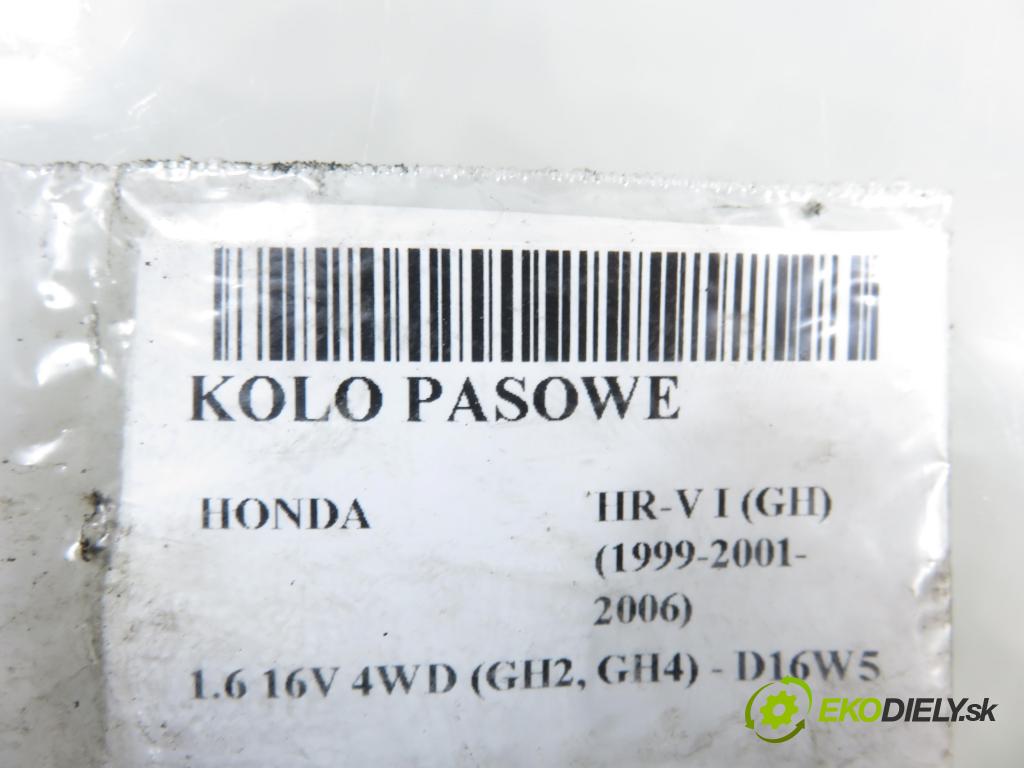 KOLO PASOWE
HONDA
HR-V I (GH)
(1999-2001-
2006)
1.6 16V 4WD (GH2, GH4) - D16W5
EKODIELY.sk